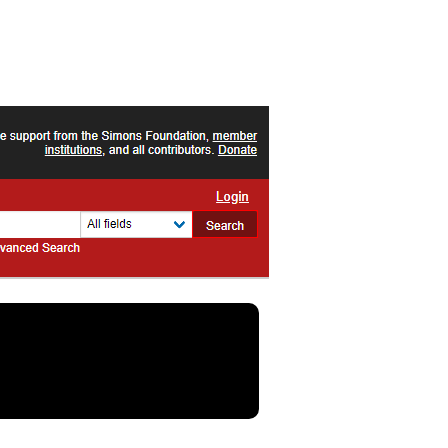 e support from the Simons Foundation, member
institutions, and all contributors. Donate
Login
All fields
Search
vanced Search